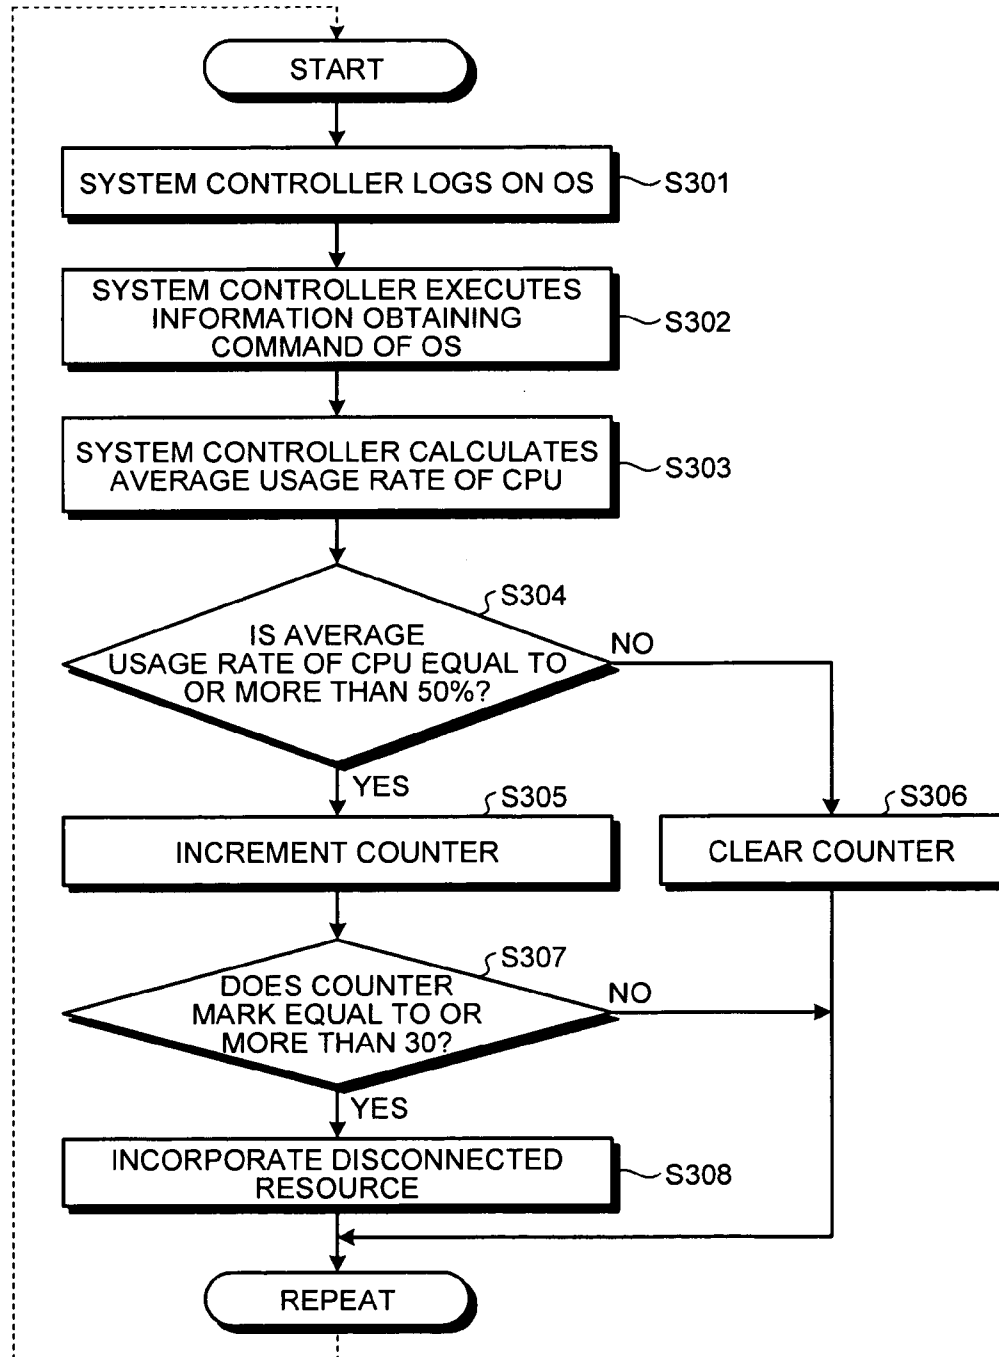 START
SYSTEM CONTROLLER LOGS ON OS
S301
SYSTEM CONTROLLER EXECUTES
INFORMATION OBTAINING
COMMAND OF OS
S302
SYSTEM CONTROLLER CALCULATES
AVERAGE USAGE RATE OF CPU
S303
S304
IS AVERAGE
USAGE RATE OF CPU EQUAL TO
OR MORE THAN 50%?
NO
YES
S305
INCREMENT COUNTER
S306
CLEAR COUNTER
S307
DOES COUNTER
MARK EQUAL TO OR
MORE THAN 30?
NO
YES
INCORPORATE DISCONNECTED
RESOURCE
S308
REPEAT